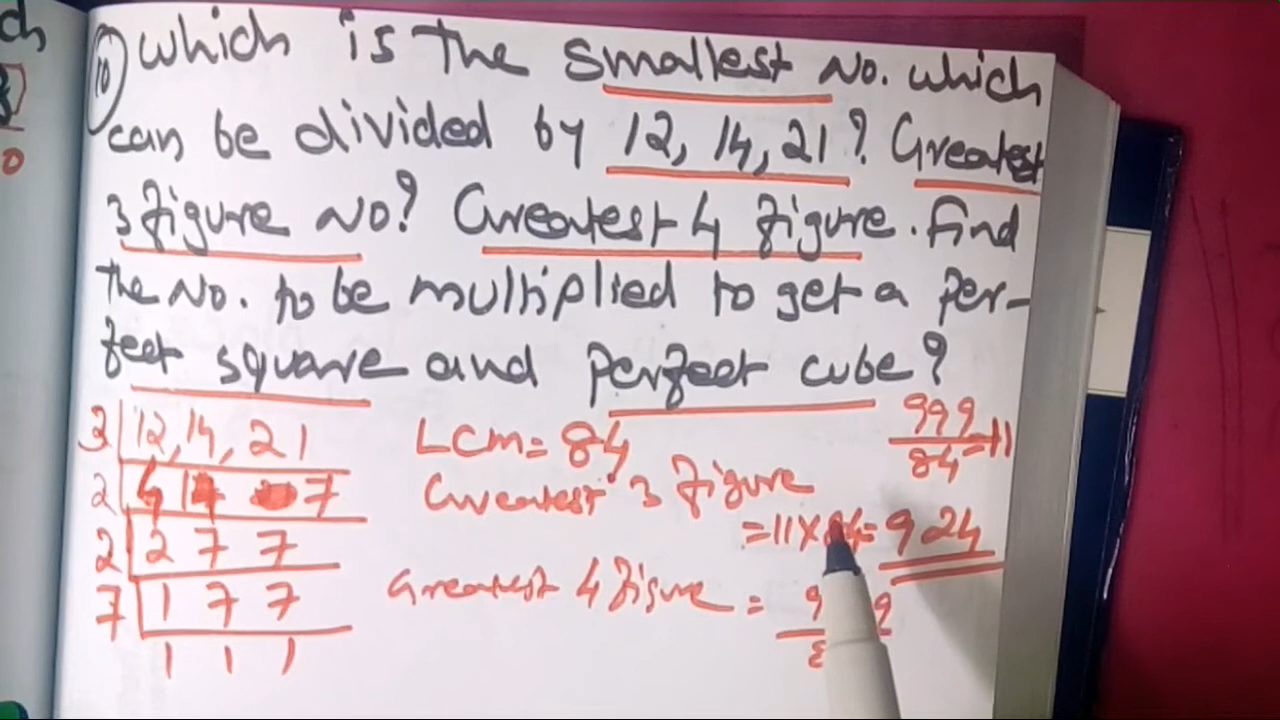 ch
0
10 which is the smallest No. which
can be divided by 12, 14, 21? Greatest
3 figure No? Greatest 4 figure. Find
the No. to be multiplied to get a per-
fect square and perfect cube?
3 12, 14, 21
2 4 14 7
2 2 7 7
7 1 7 7
1 1 1
LCM = 84
999/84 = 11
Greatest 3 figure
= 11 x 84 = 924
Greatest 4 figure =